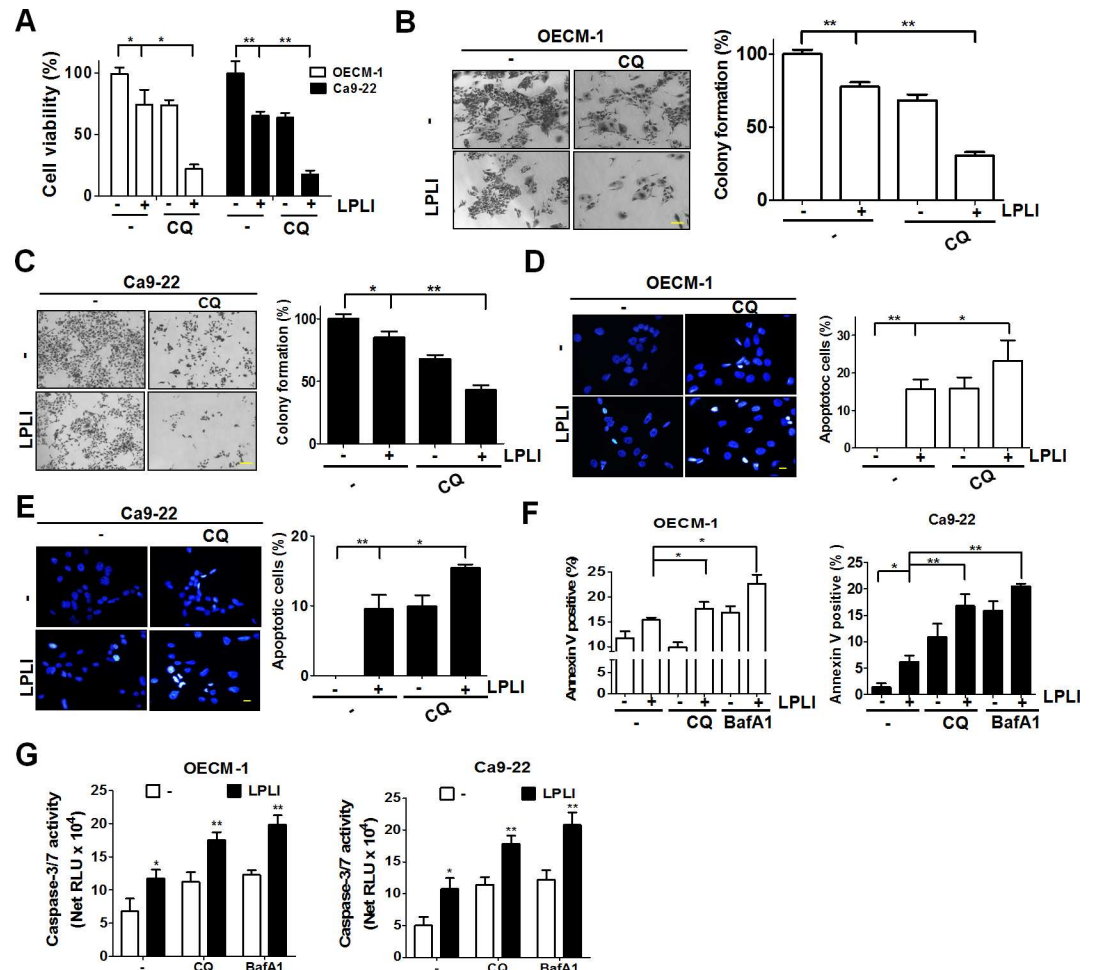 A
Cell viability (%)
100
50
0
* *
** **
OECM-1
Ca9-22
- + - + - + - + LPLI
- CQ - CQ
B
OECM-1
- CQ
-
LPLI
Colony formation (%)
100
50
0
** **
- + - + LPLI
- CQ
C
Ca9-22
- CQ
-
LPLI
Colony formation (%)
100
50
0
* **
- + - + LPLI
- CQ
D
OECM-1
- CQ
-
LPLI
Apoptotoc cells (%)
30
20
10
0
** *
- + - + LPLI
- CQ
E
Ca9-22
- CQ
-
LPLI
Apoptotic cells (%)
20
10
0
** *
- + - + LPLI
- CQ
F
OECM-1
Annexin V positive (%)
25
20
15
10
5
0
*
*
- + - + - +
- CQ BafA1
Ca9-22
Annexin V positive (% )
25
20
15
10
5
0
* ** **
- + - + - + LPLI
- CQ BafA1
G
OECM-1
- LPLI
Caspase-3/7 activity
(Net RLU x 10⁴)
25
20
15
10
5
0
* ** **
- CQ BafA1
Ca9-22
- LPLI
Caspase-3/7 activity
(Net RLU x 10⁴)
25
20
15
10
5
0
* ** **
- CQ BafA1